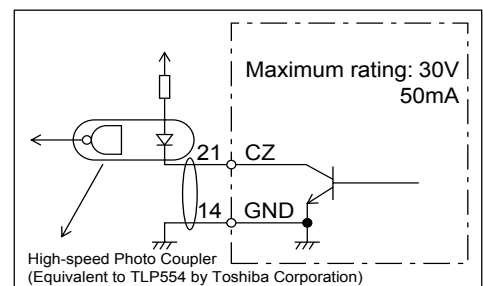 Maximum rating: 30V
50mA
21 CZ
14 GND
High-speed Photo Coupler
(Equivalent to TLP554 by Toshiba Corporation)